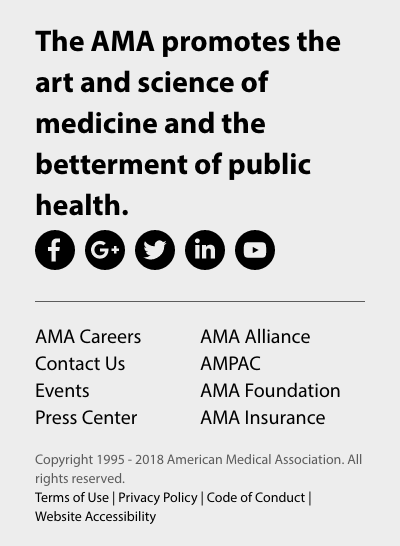 The AMA promotes the
art and science of
medicine and the
betterment of public
health.
AMA Careers
Contact Us
Events
Press Center
AMA Alliance
AMPAC
AMA Foundation
AMA Insurance
Copyright 1995 - 2018 American Medical Association. All
rights reserved.
Terms of Use | Privacy Policy | Code of Conduct |
Website Accessibility